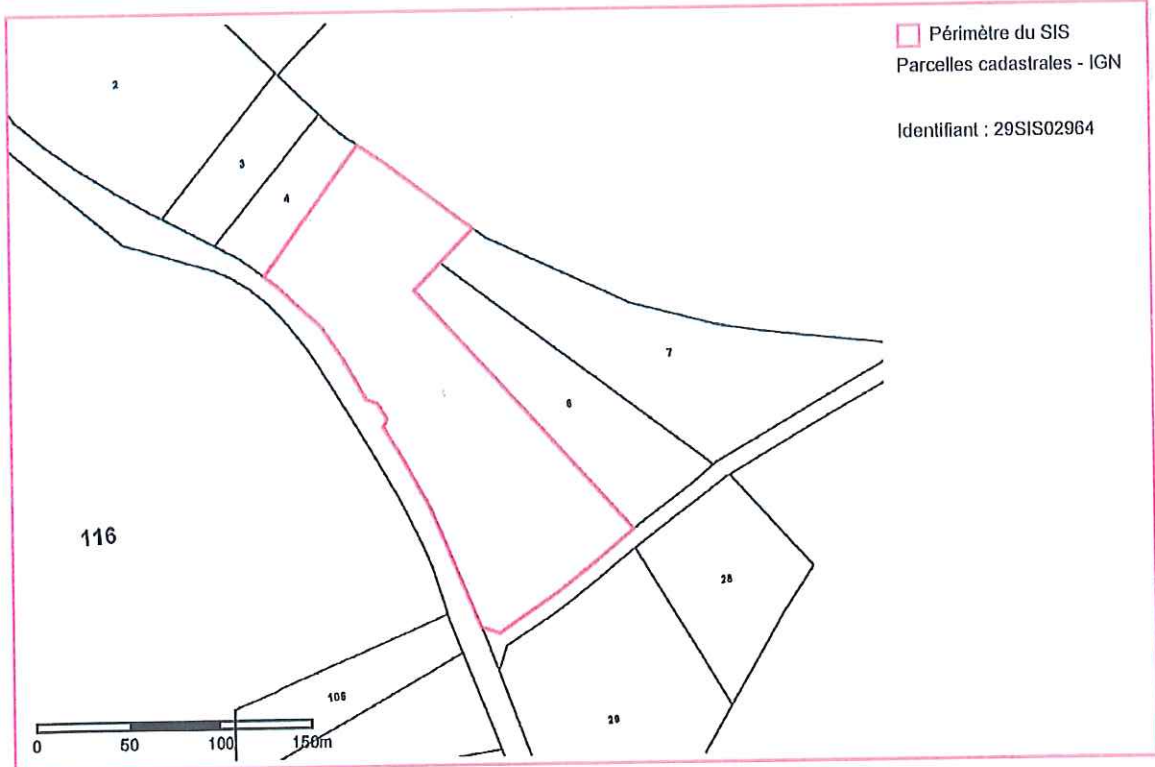 Périmètre du SIS
Parcelles cadastrales - IGN
Identifiant : 29SIS02964
2
3
4
7
6
116
28
106
29
0 50 100 150m